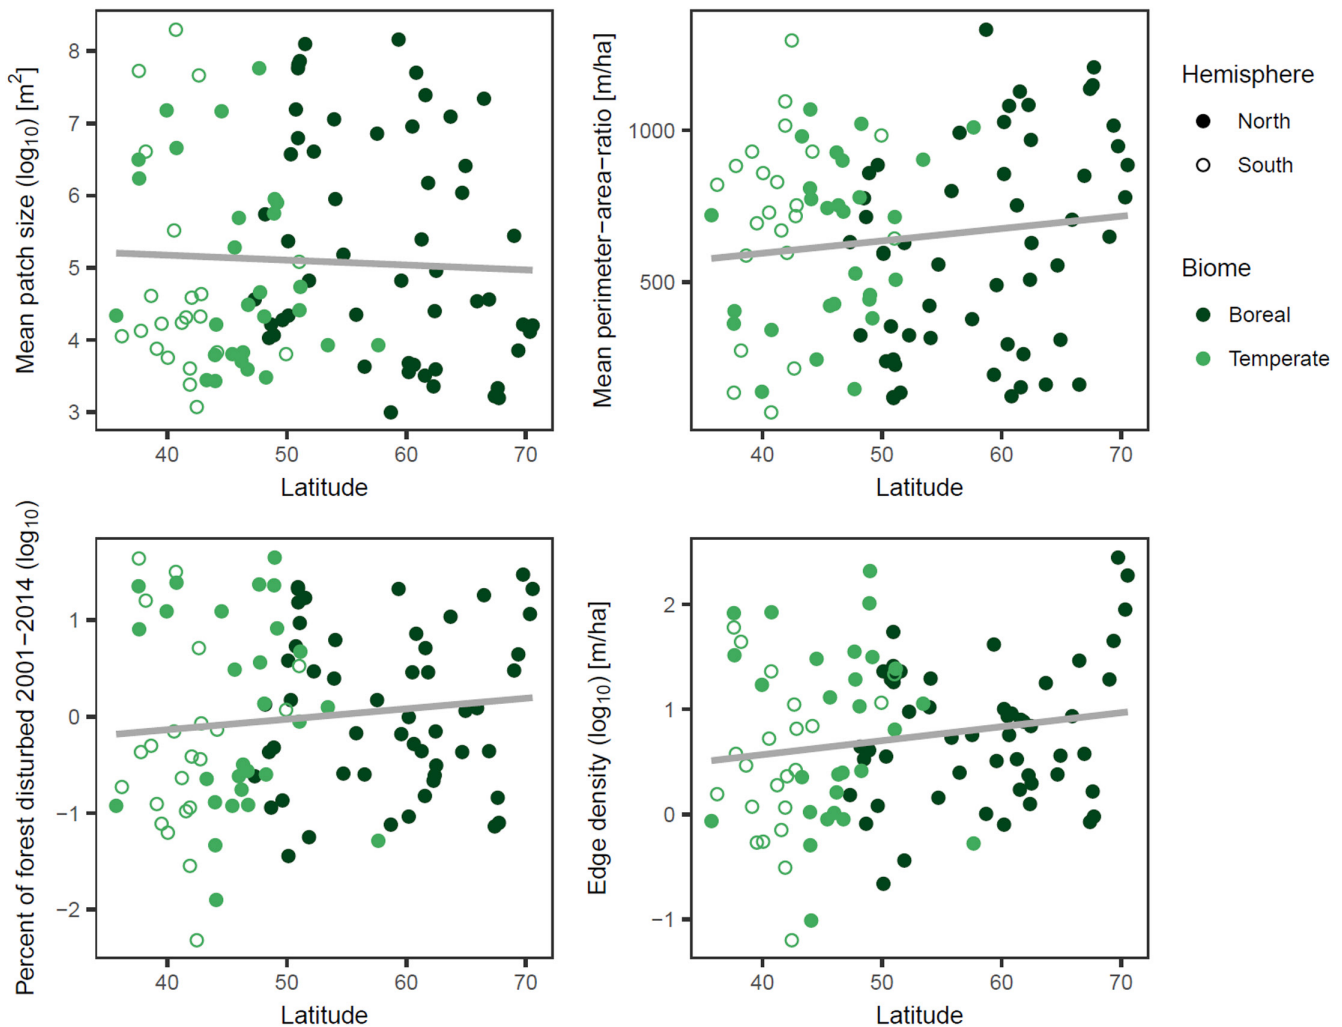 Mean patch size (log10) [m2]
8
7
6
5
4
3
40 50 60 70
Latitude
Mean perimeter−area−ratio [m/ha]
1000
500
40 50 60 70
Latitude
Hemisphere
North
South
Biome
Boreal
Temperate
Percent of forest disturbed 2001−2014 (log10)
1
0
−1
−2
40 50 60 70
Latitude
Edge density (log10) [m/ha]
2
1
0
−1
40 50 60 70
Latitude